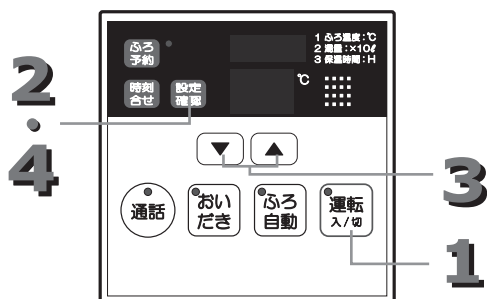 ふろ
予約
1 ふろ温度:℃
2 湯量:×10ℓ
3 保温時間:H
時刻
合せ
設定
確認
℃
2
・
4
▼ ▲
3
通話
おい
だき
ふろ
自動
運転
入/切
1